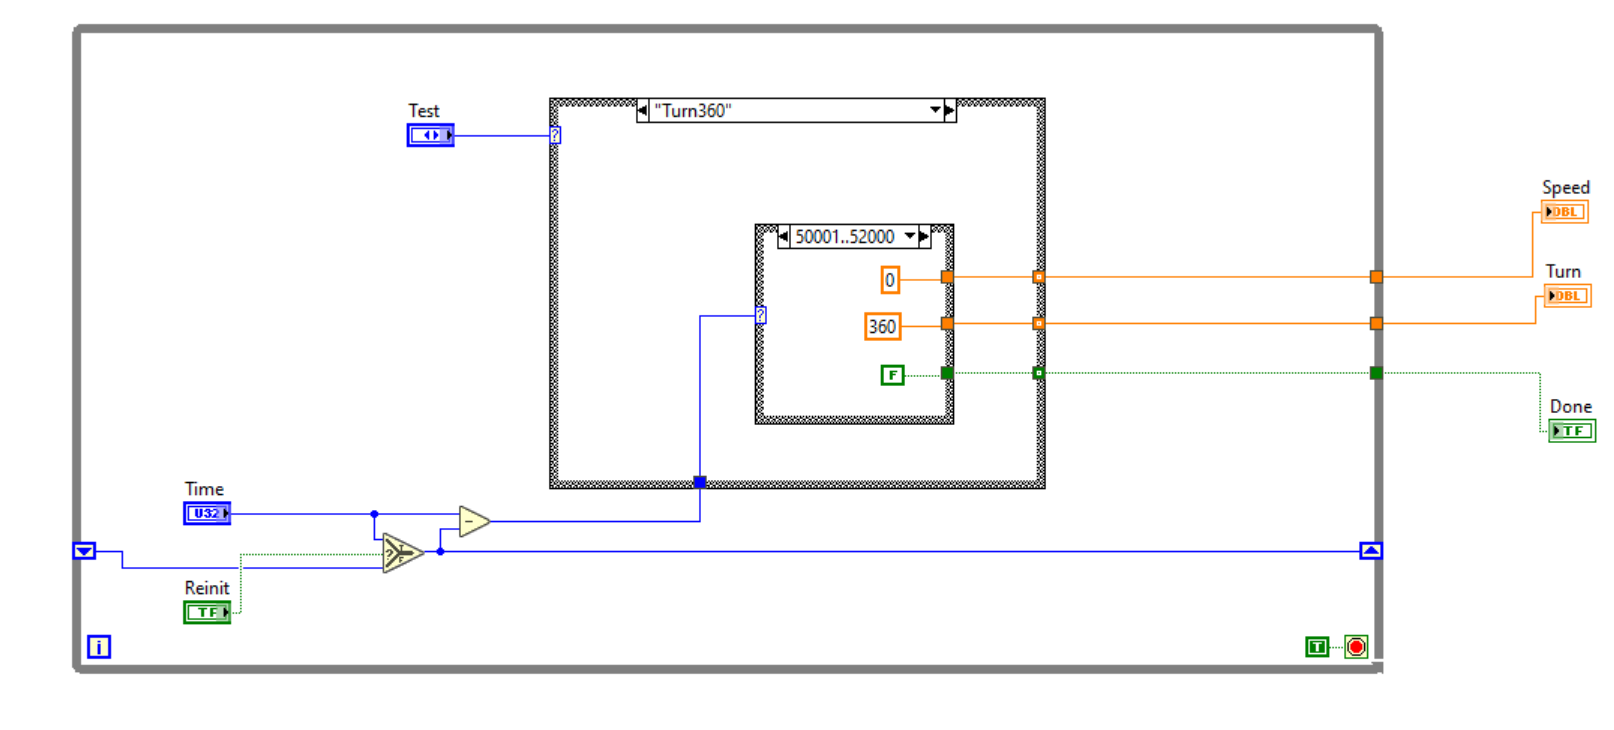 Test
"Turn360"
Speed
DBL
50001..52000
0
Turn
DBL
360
F
Done
TF
Time
U32
T
F
Reinit
TF
i
T